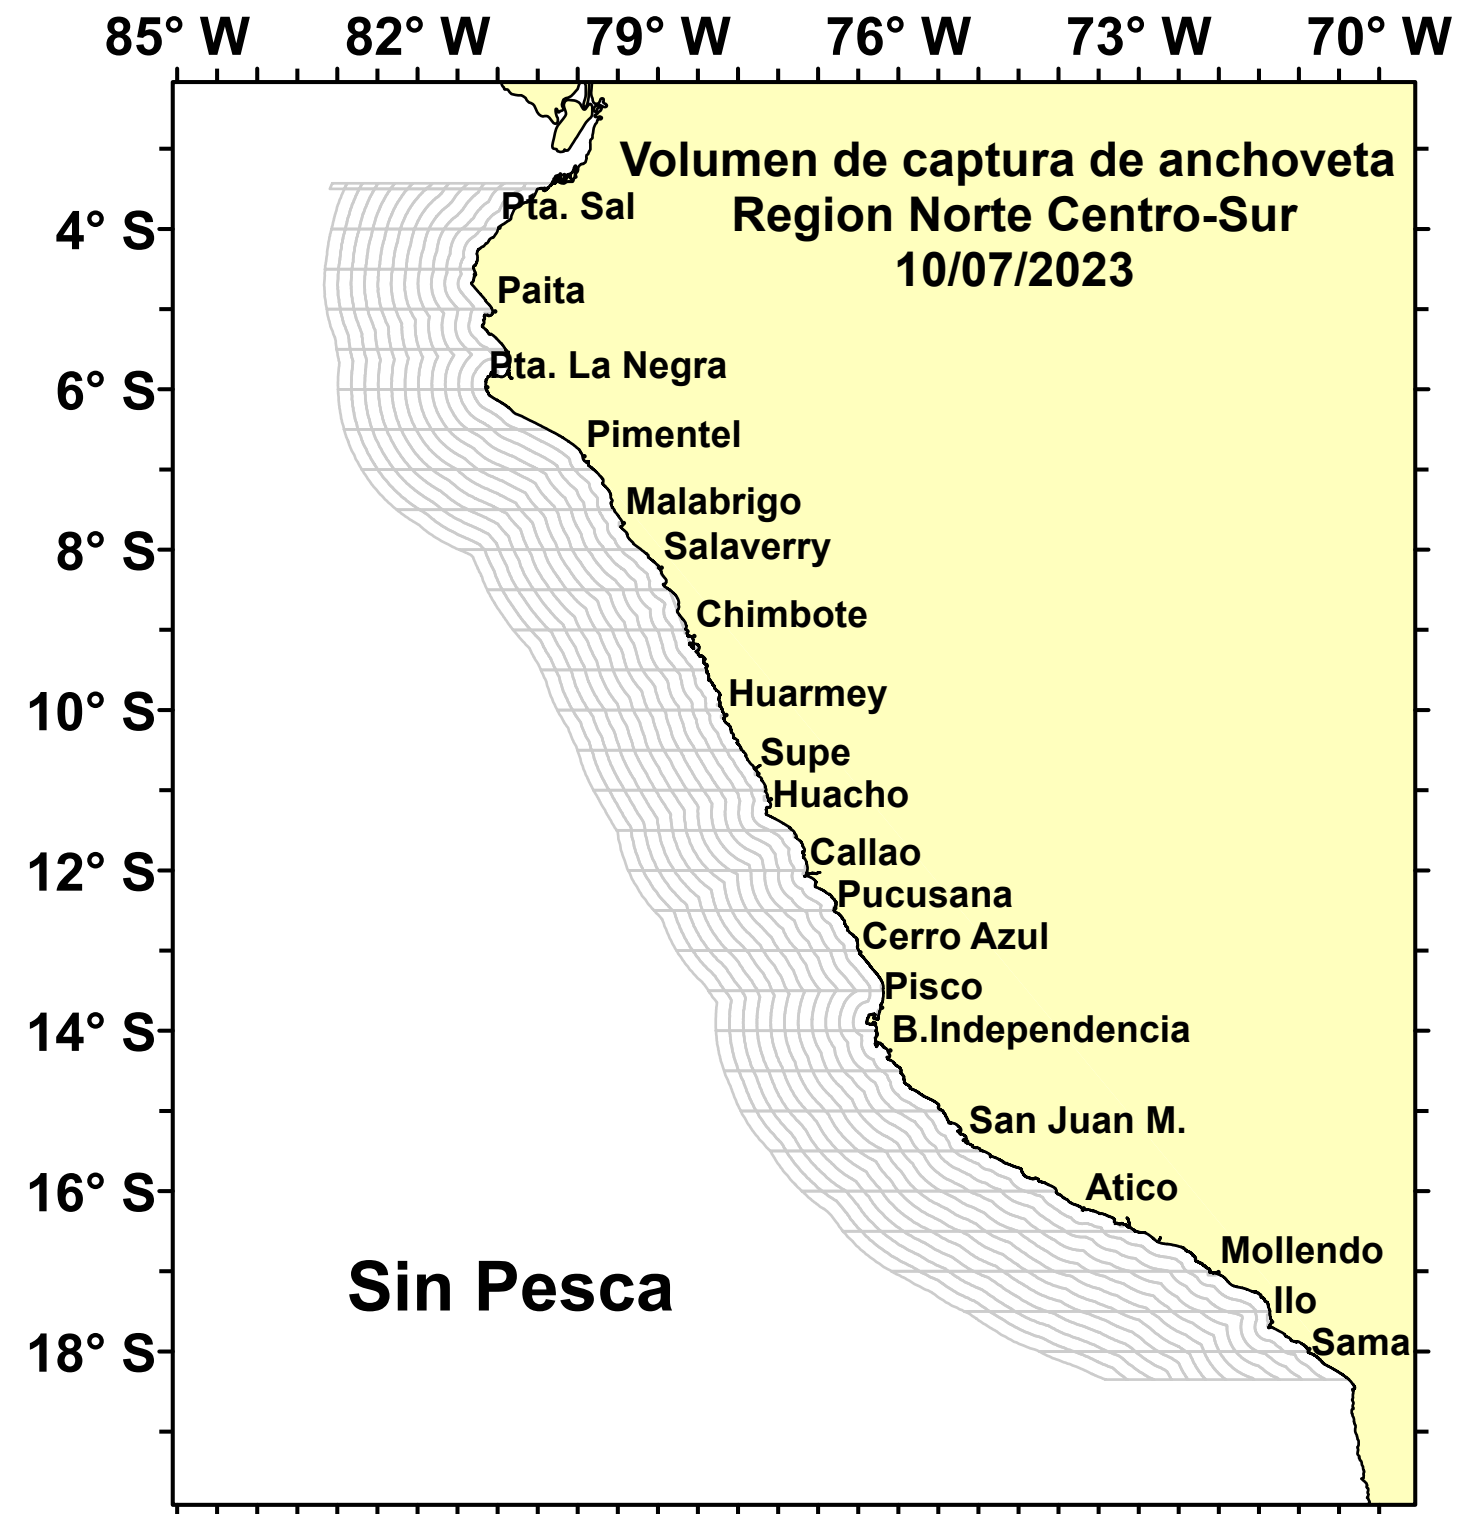 85° W 82° W 79° W 76° W 73° W 70° W
Volumen de captura de anchoveta
Region Norte Centro-Sur
10/07/2023
Pta. Sal
4° S
Paita
Pta. La Negra
6° S
Pimentel
Malabrigo
Salaverry
8° S
Chimbote
Huarmey
10° S
Supe
Huacho
Callao
12° S
Pucusana
Cerro Azul
Pisco
B.Independencia
14° S
San Juan M.
Atico
16° S
Mollendo
Sin Pesca
Ilo
Sama
18° S